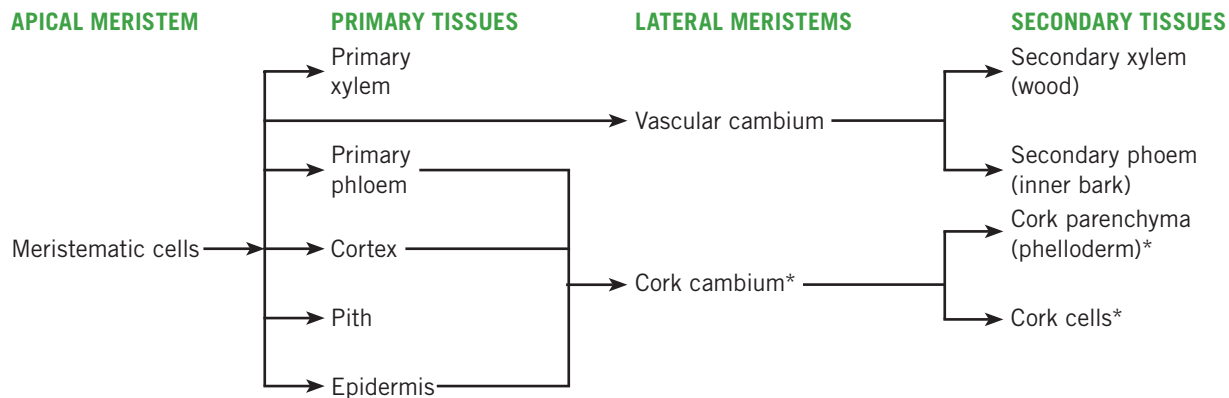 APICAL MERISTEM
PRIMARY TISSUES
LATERAL MERISTEMS
SECONDARY TISSUES
Primary
xylem
Secondary xylem
(wood)
Vascular cambium
Primary
phloem
Secondary phoem
(inner bark)
Meristematic cells
Cortex
Cork parenchyma
(phelloderm)*
Cork cambium*
Pith
Cork cells*
Epidermis